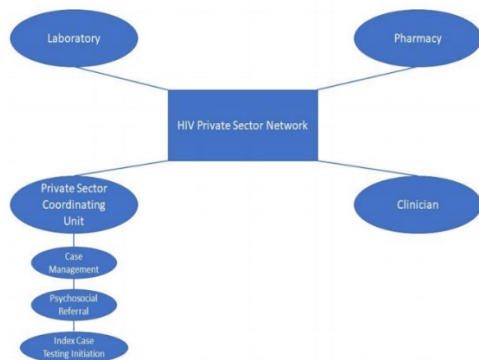 Laboratory
Pharmacy
HIV Private Sector Network
Private Sector
Coordinating
Unit
Clinician
Case
Management
Psychosocial
Referral
Index Case
Testing Initiation